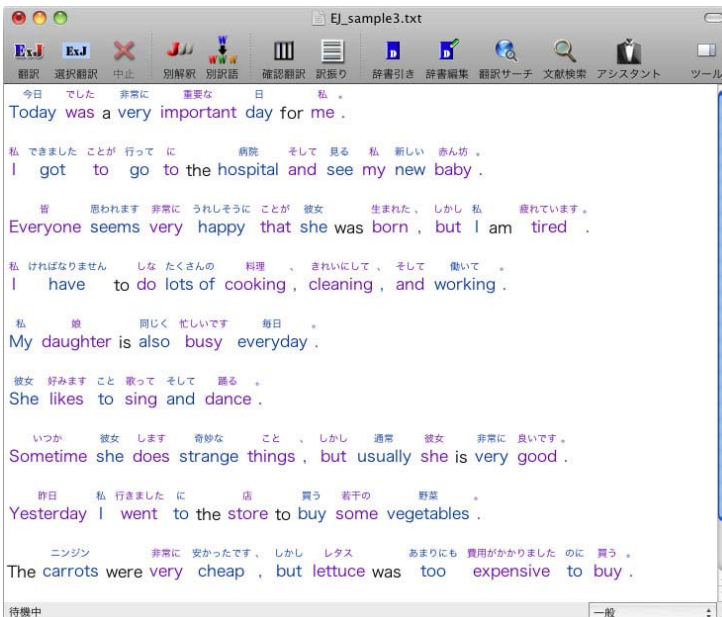 EJ_sample3.txt
ExJ ExJ
翻訳 選択翻訳 中止 別解釈 別訳語 確認翻訳 訳振り 辞書引き 辞書編集 翻訳サーチ 文献検索 アシスタント ツール
今日 でした 非常に 重要な 日 私 。
Today was a very important day for me .
私 できました ことが 行って に 病院 そして 見る 私 新しい 赤ん坊 。
I got to go to the hospital and see my new baby .
皆 思われます 非常に うれしそうに ことが 彼女 生まれた 、 しかし 私 疲れています 。
Everyone seems very happy that she was born , but I am tired .
私 ければなりません しな たくさんの 料理 、 きれいにして 、 そして 働いて 。
I have to do lots of cooking , cleaning , and working .
私 娘 同じく 忙しいです 毎日 。
My daughter is also busy everyday .
彼女 好みます こと 歌って そして 踊る 。
She likes to sing and dance .
いつか 彼女 します 奇妙な こと 、 しかし 通常 彼女 非常に 良いです 。
Sometime she does strange things , but usually she is very good .
昨日 私 行きました に 店 買う 若干の 野菜 。
Yesterday I went to the store to buy some vegetables .
ニンジン 非常に 安かったです 、 しかし レタス あまりにも 費用がかかりました のに 買う 。
The carrots were very cheap , but lettuce was too expensive to buy .
待機中 一般